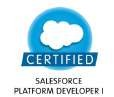 CERTIFIED
SALESFORCE
PLATFORM DEVELOPER I